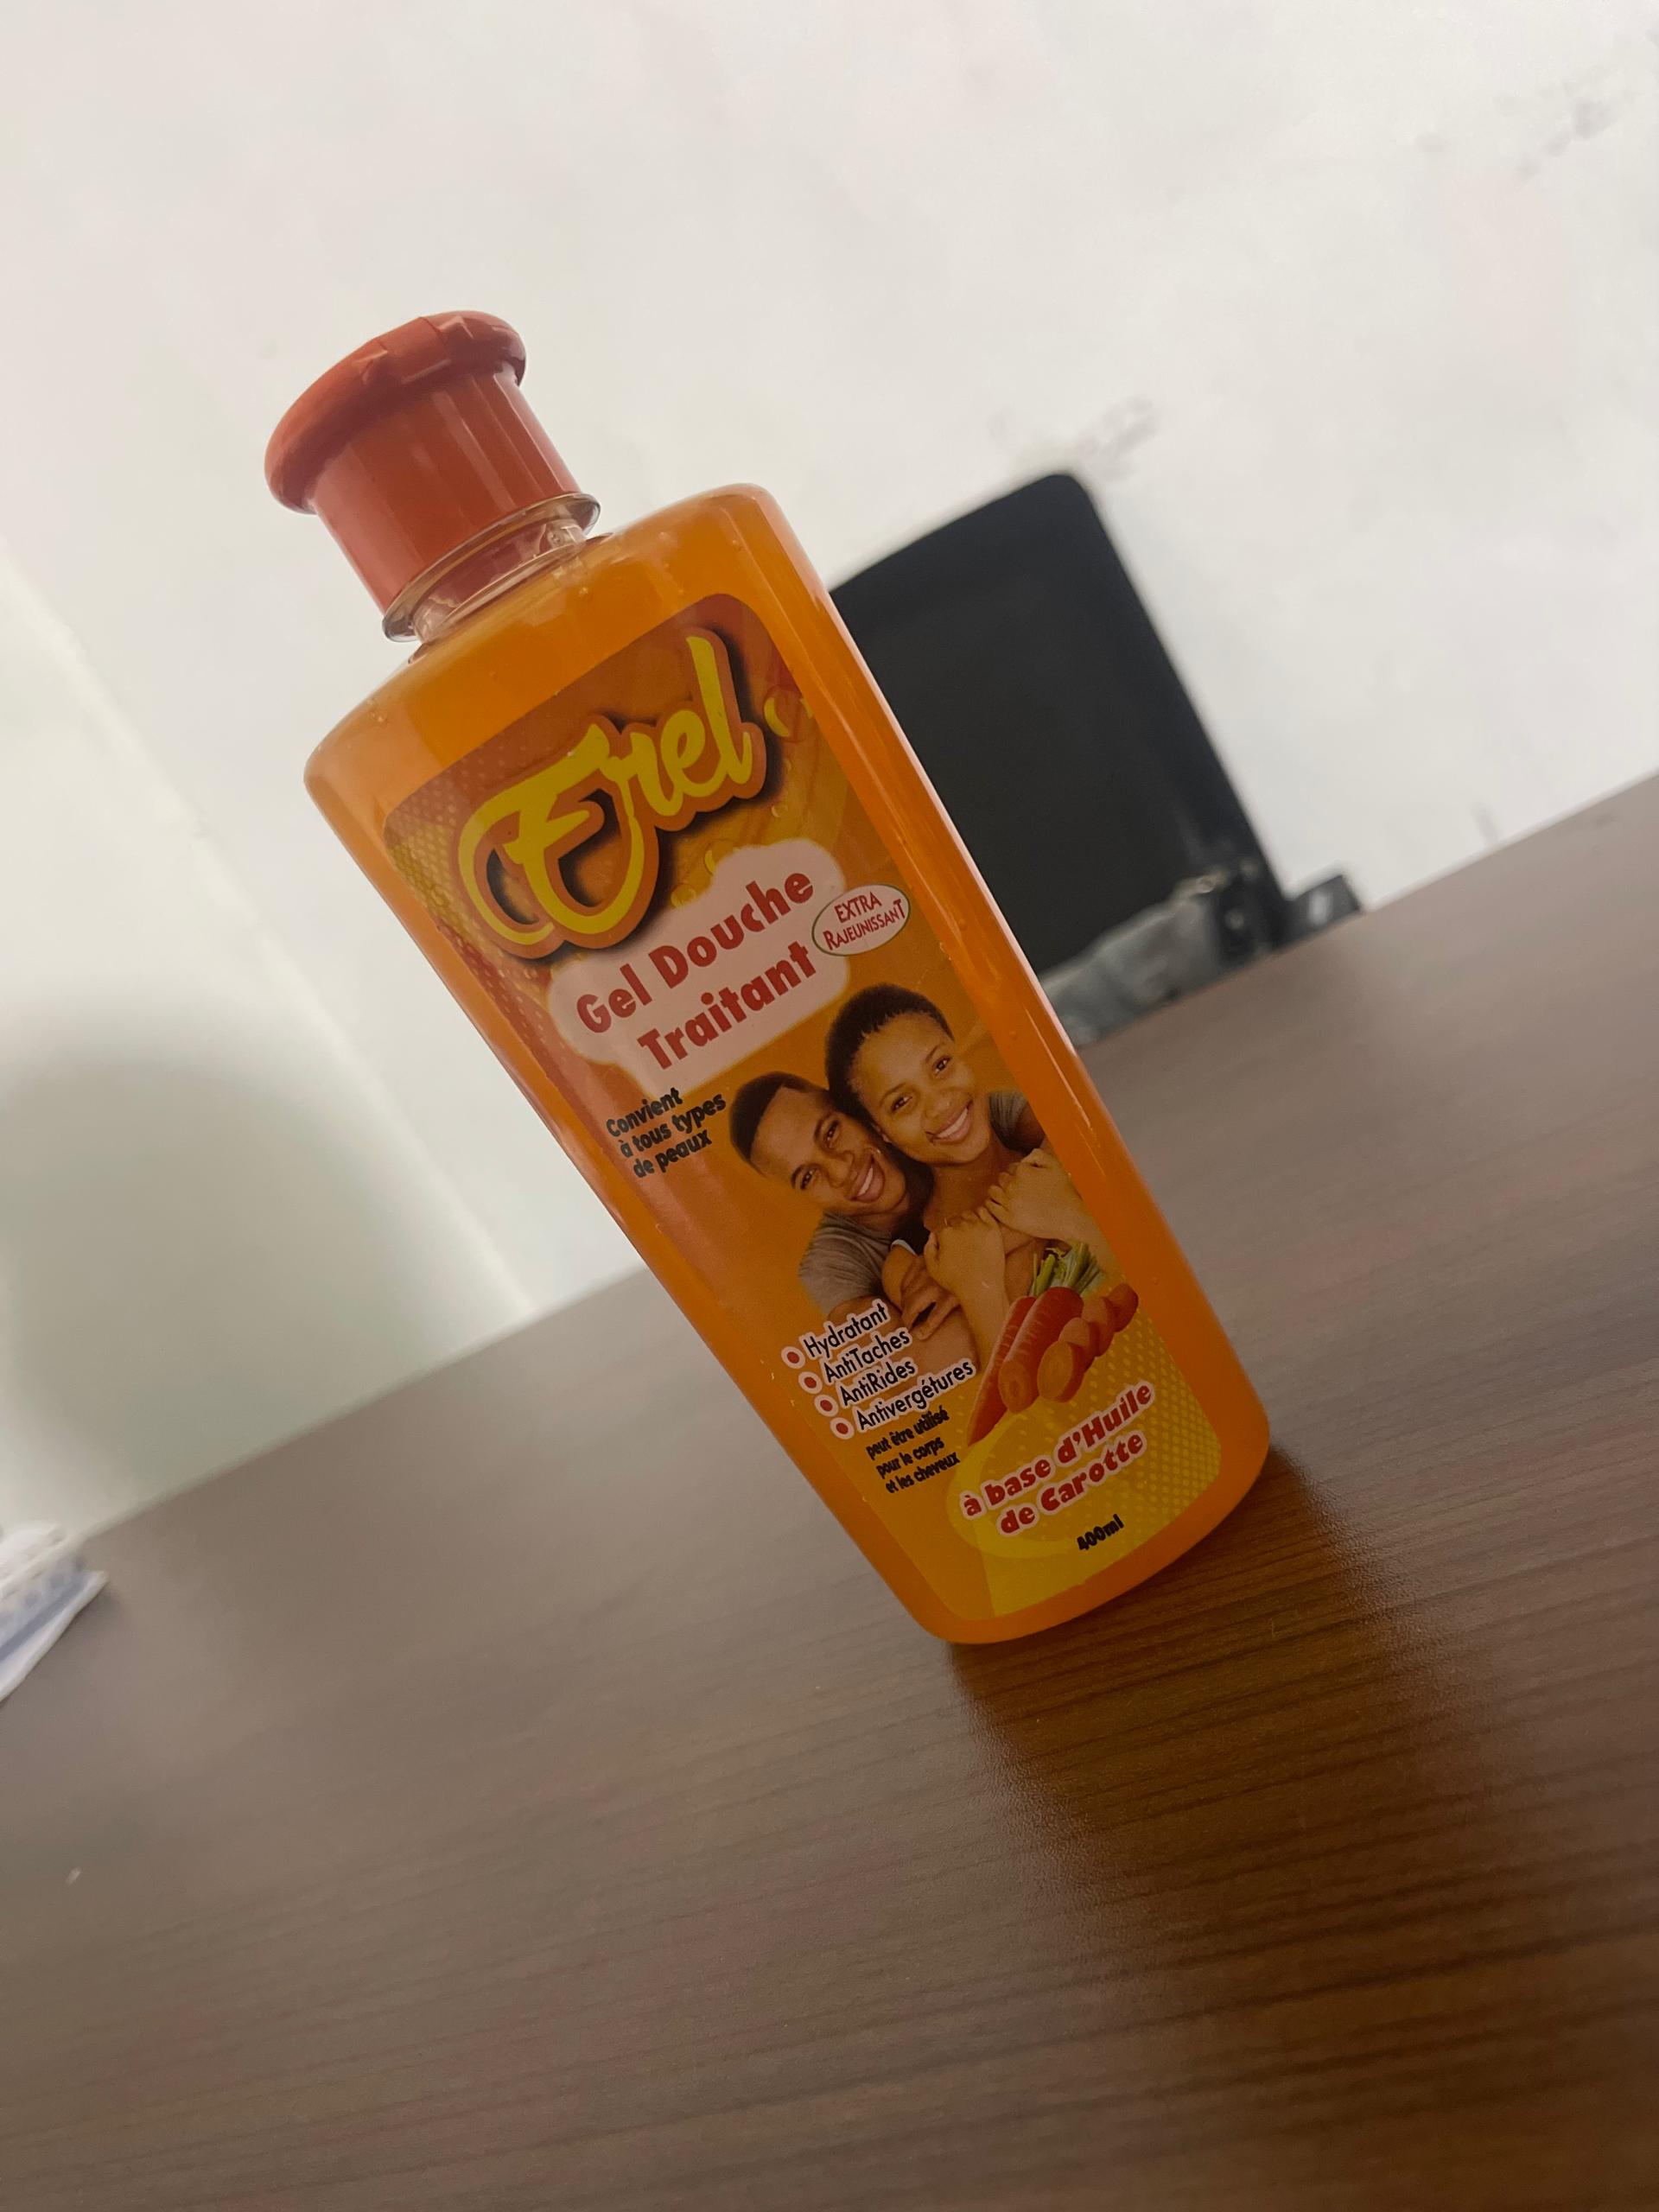 Erel
Gel Douche
Traitant
EXTRA
RAJEUNISSANT
Convient
à tous types
de peaux
Hydratant
AntiTaches
AntiRides
Antivergétures
peut être utilisé
pour le corps
et les cheveux
à base d'Huile
de Carotte
400ml